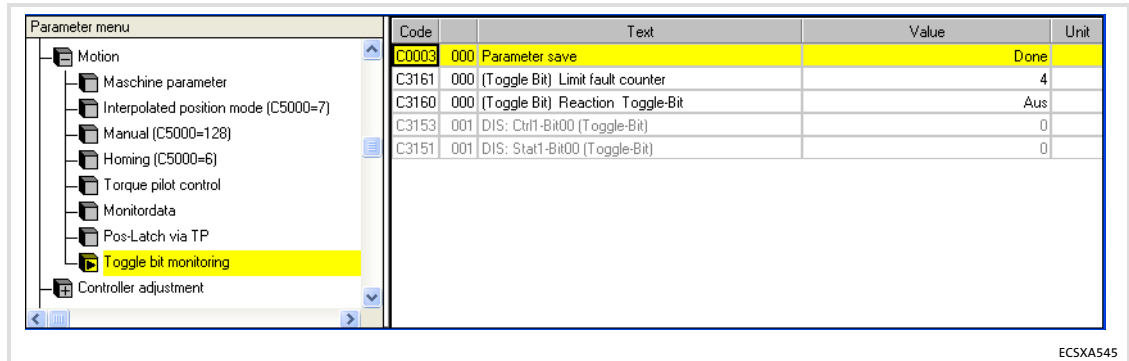 Parameter menu
Motion
Maschine parameter
Interpolated position mode (C5000=7)
Manual (C5000=128)
Homing (C5000=6)
Torque pilot control
Monitordata
Pos-Latch via TP
Toggle bit monitoring
Controller adjustment
Code Text Value Unit
C0003 000 Parameter save Done
C3161 000 (Toggle Bit) Limit fault counter 4
C3160 000 (Toggle Bit) Reaction Toggle-Bit Aus
C3153 001 DIS: Ctrl1-Bit00 (Toggle-Bit) 0
C3151 001 DIS: Stat1-Bit00 (Toggle-Bit) 0
ECSXA545